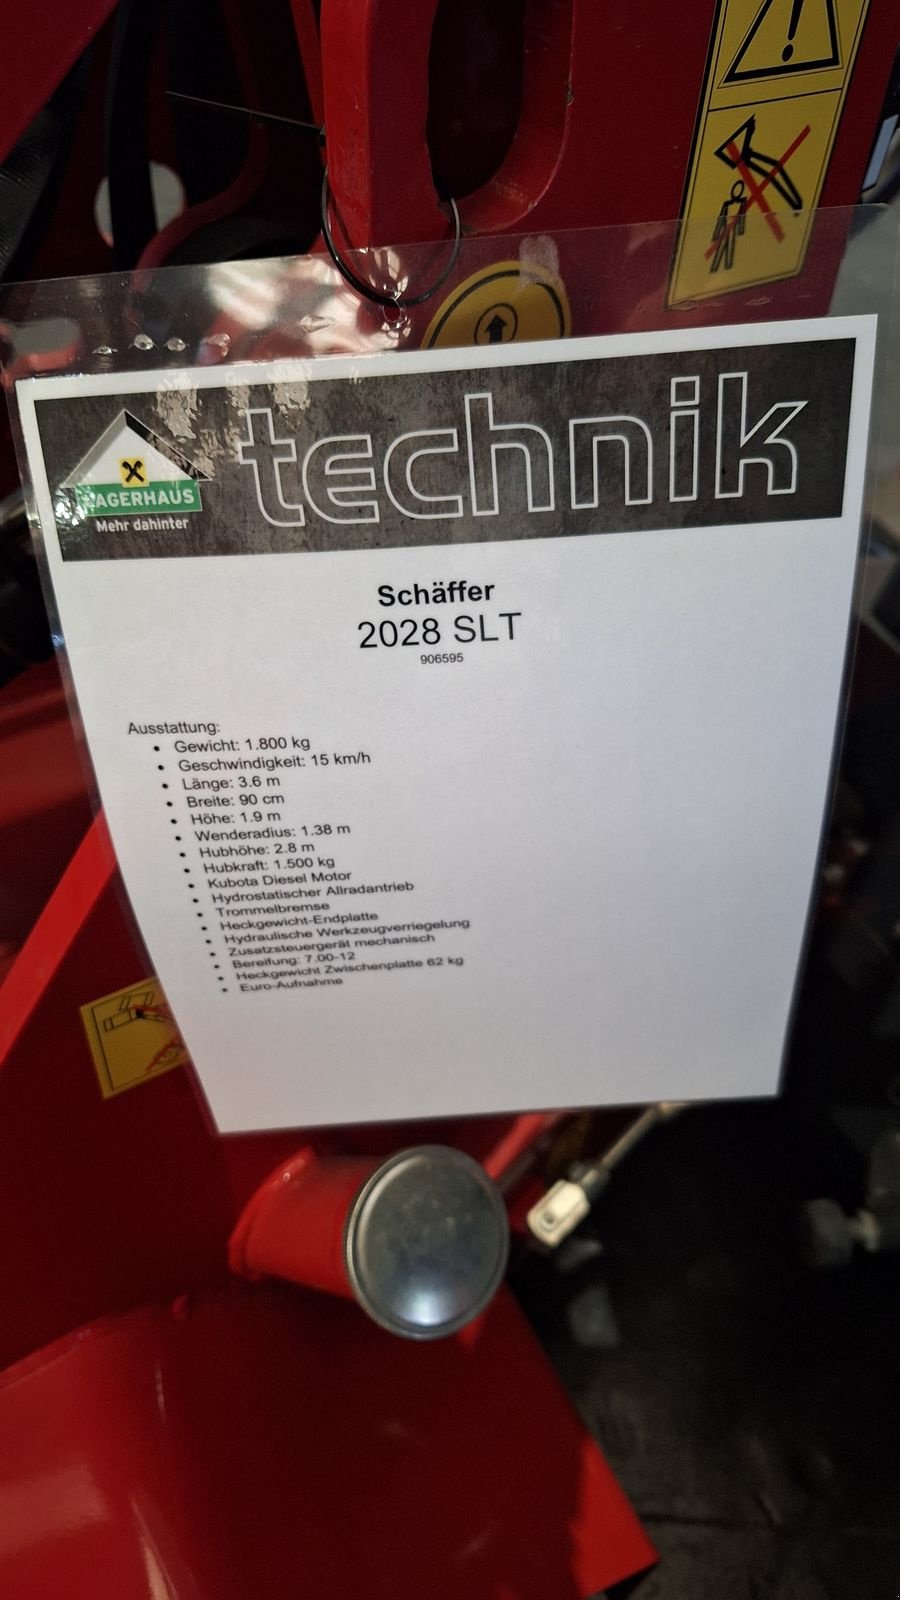 LAGERHAUS
Mehr dahinter
technik
Schäffer
2028 SLT
906595
Ausstattung:
• Gewicht: 1.800 kg
• Geschwindigkeit: 15 km/h
• Länge: 3.6 m
• Breite: 90 cm
• Höhe: 1.9 m
• Wenderadius: 1.38 m
• Hubhöhe: 2.8 m
• Hubkraft: 1.500 kg
• Kubota Diesel Motor
• Hydrostatischer Allradantrieb
• Trommelbremse
• Heckgewicht-Endplatte
• Hydraulische Werkzeugverriegelung
• Zusatzsteuergerät mechanisch
• Bereifung: 7.00-12
• Heckgewicht Zwischenplatte 62 kg
• Euro-Aufnahme